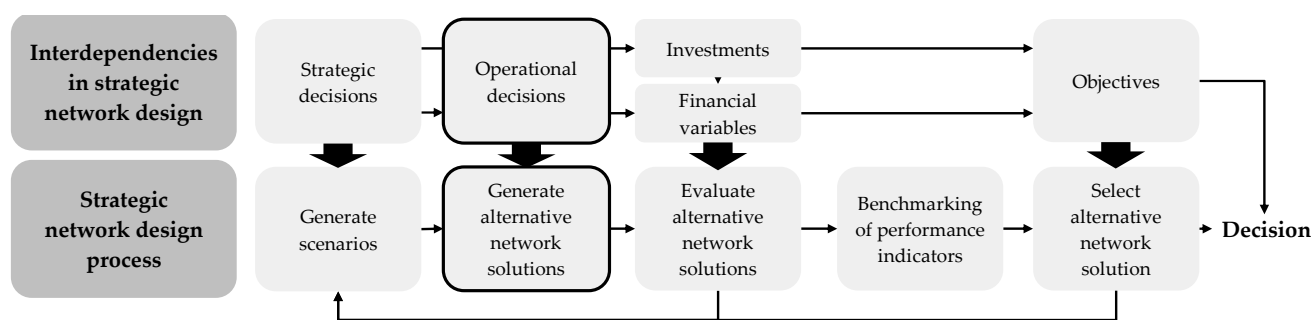 Interdependencies
in strategic
network design
Strategic
decisions
Operational
decisions
Investments
Financial
variables
Objectives
Strategic
network design
process
Generate
scenarios
Generate
alternative
network
solutions
Evaluate
alternative
network
solutions
Benchmarking
of performance
indicators
Select
alternative
network
solution
Decision